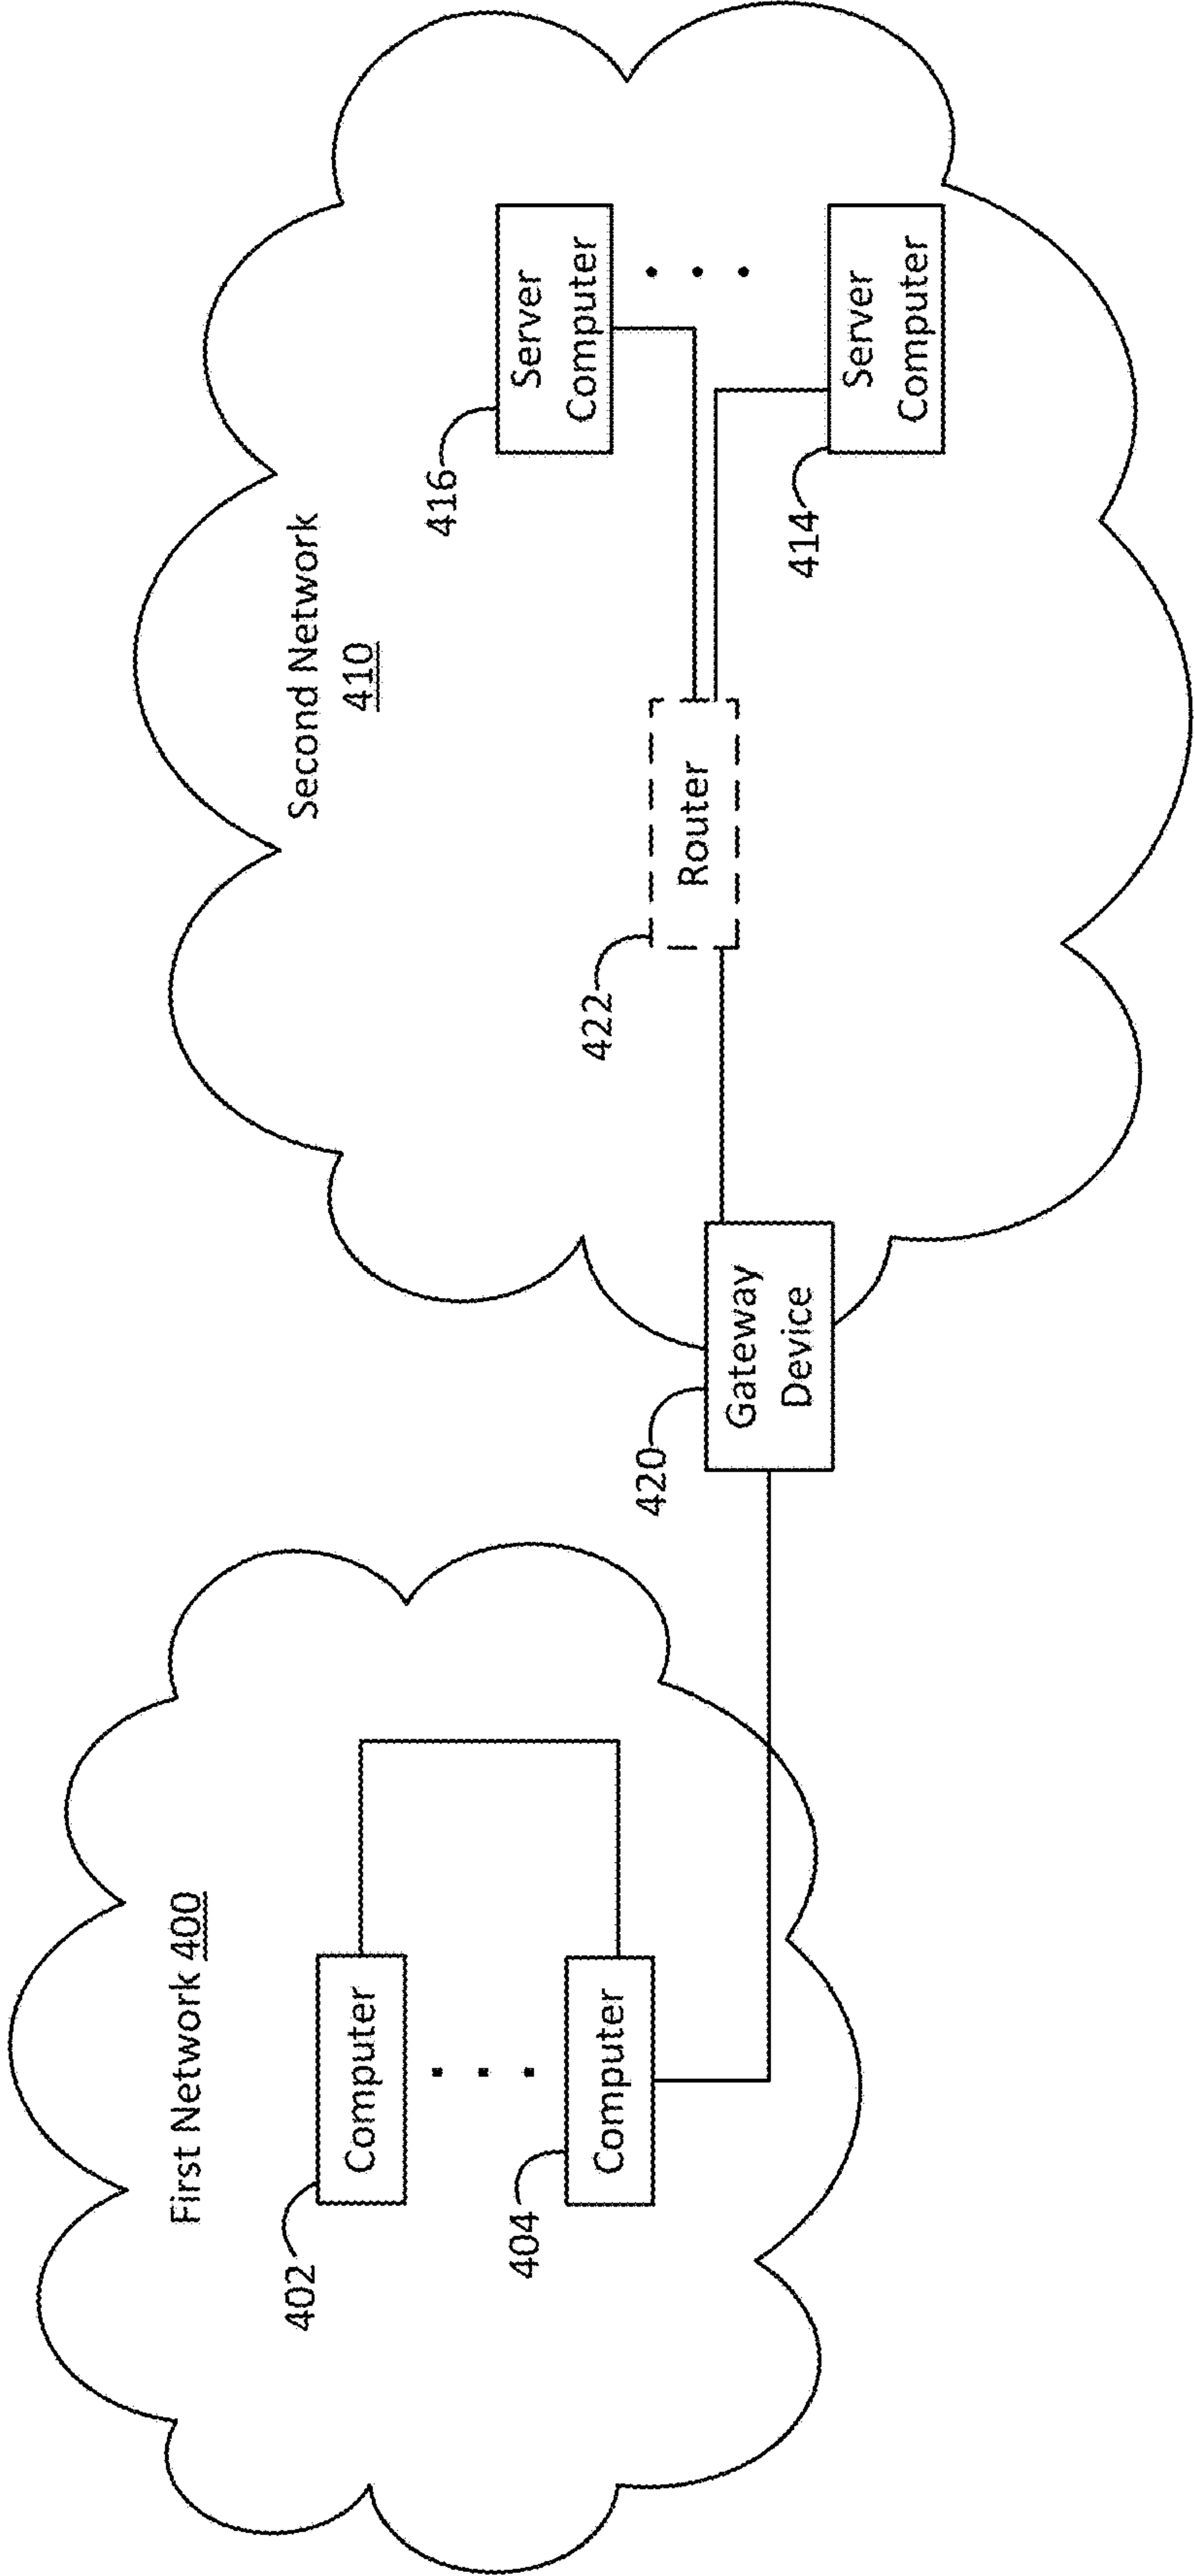 First Network 400
402
Computer
404
Computer
420
Gateway
Device
Second Network
410
422
Router
416
Server
Computer
414
Server
Computer